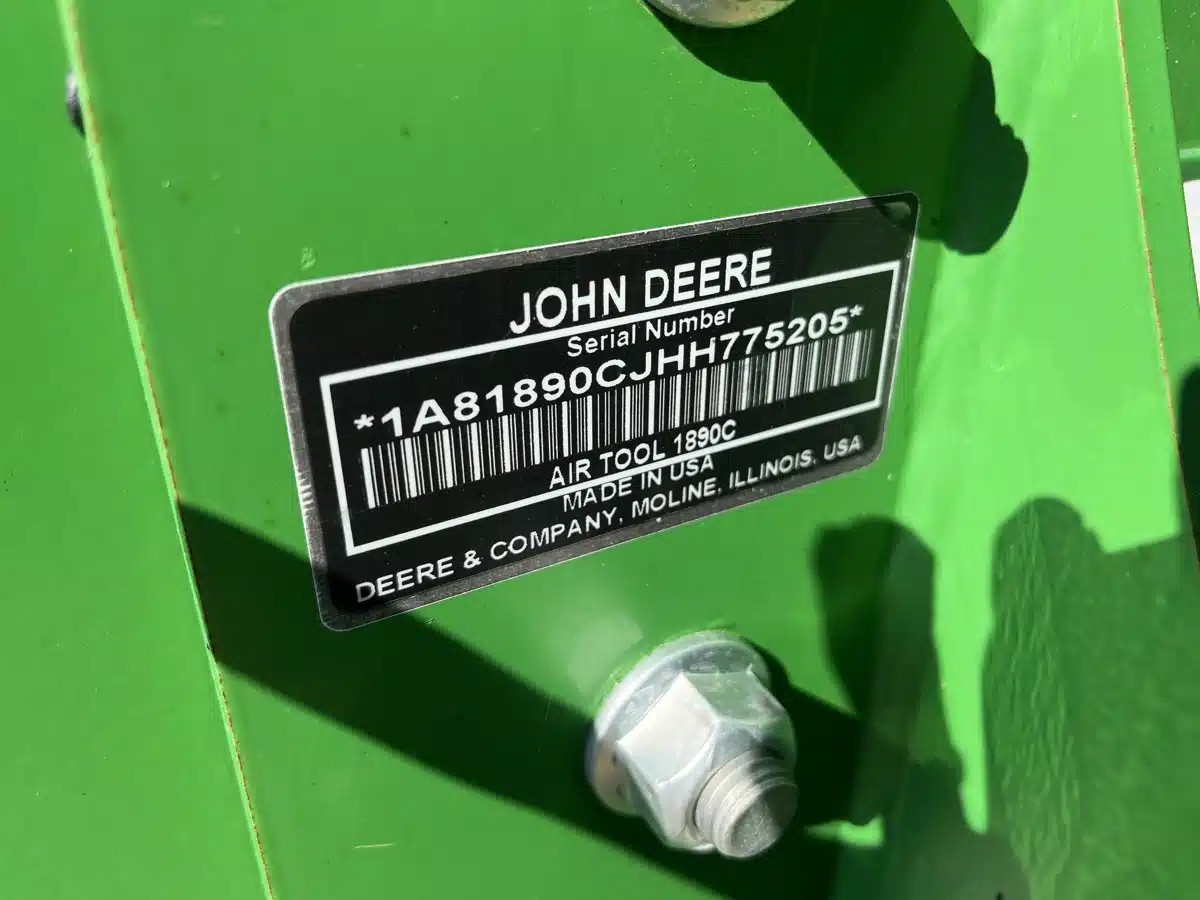 JOHN DEERE
Serial Number
*1A81890CJHH775205*
AIR TOOL 1890C
MADE IN USA
DEERE & COMPANY, MOLINE, ILLINOIS, USA